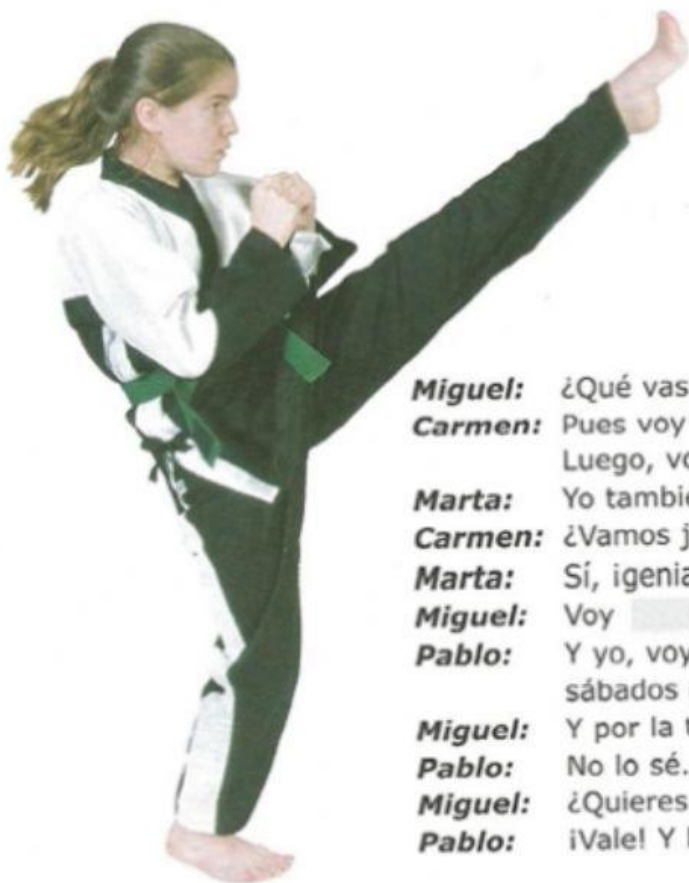 Miguel: ¿Qué vas
Carmen: Pues voy
Luego, vo
Marta: Yo tambié
Carmen: ¿Vamos j
Marta: Sí, ¡genia
Miguel: Voy
Pablo: Y yo, voy
sábados
Miguel: Y por la t
Pablo: No lo sé.
Miguel: ¿Quieres
Pablo: ¡Vale! Y l